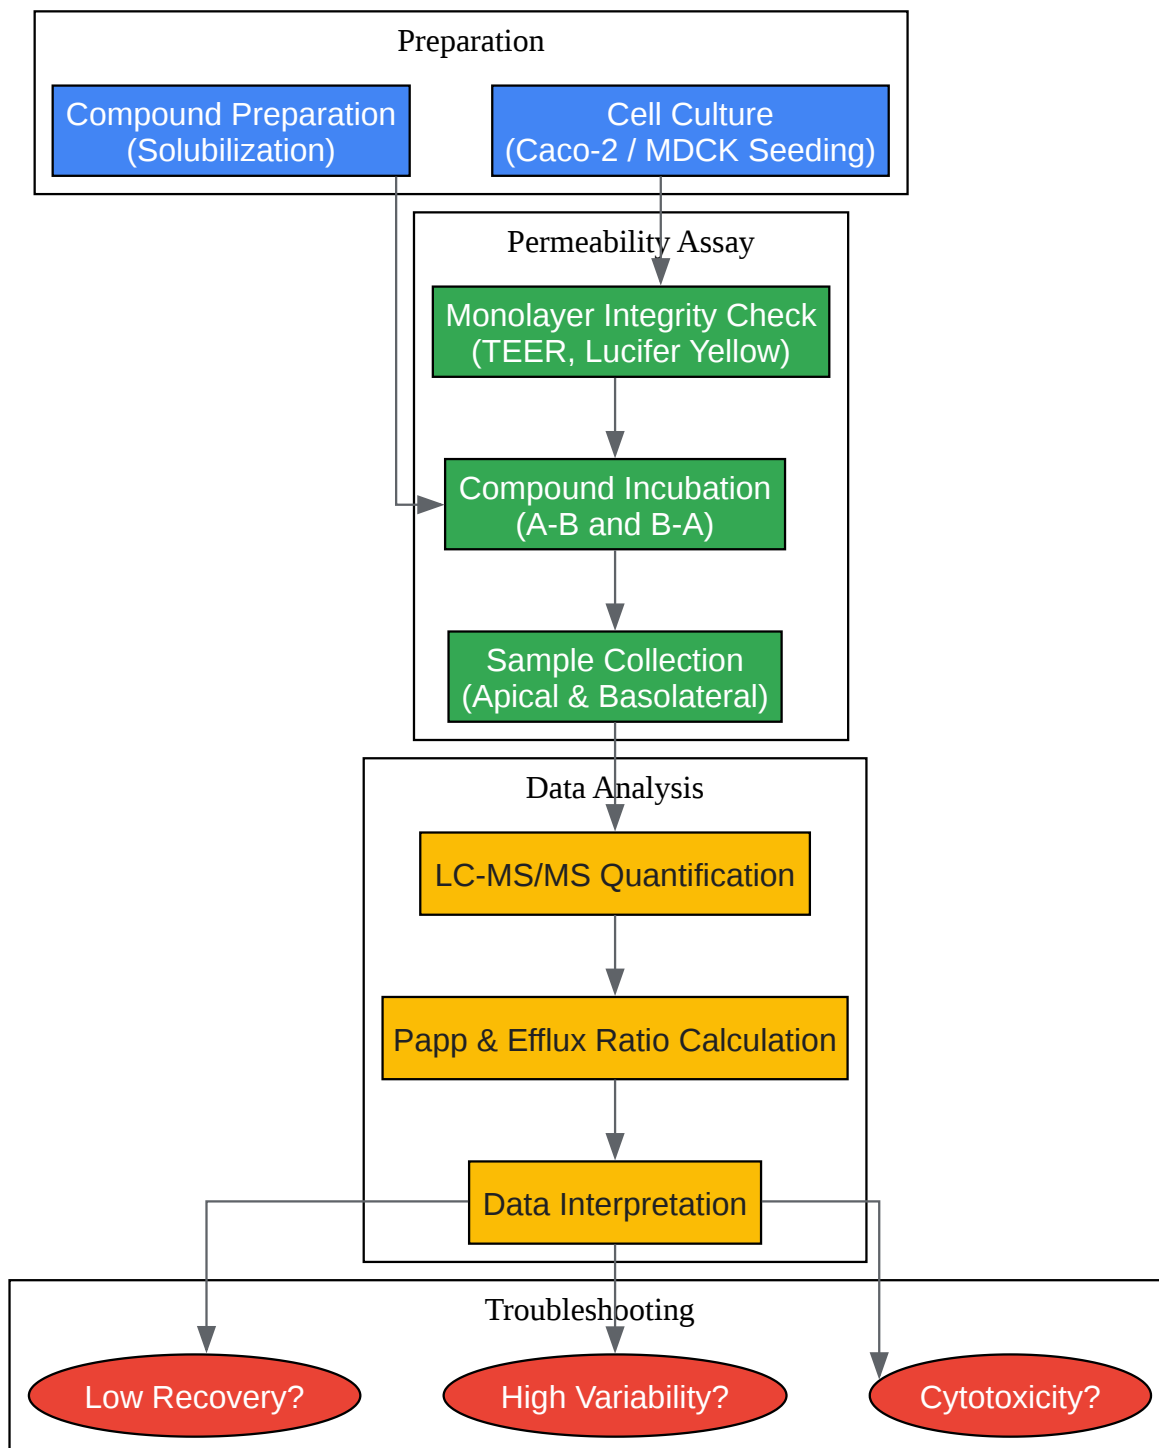 Preparation
Compound Preparation
(Solubilization)
Cell Culture
(Caco-2 / MDCK Seeding)
Permeability Assay
Monolayer Integrity Check
(TEER, Lucifer Yellow)
Compound Incubation
(A-B and B-A)
Sample Collection
(Apical & Basolateral)
Data Analysis
LC-MS/MS Quantification
Papp & Efflux Ratio Calculation
Data Interpretation
Troubleshooting
Low Recovery?
High Variability?
Cytotoxicity?